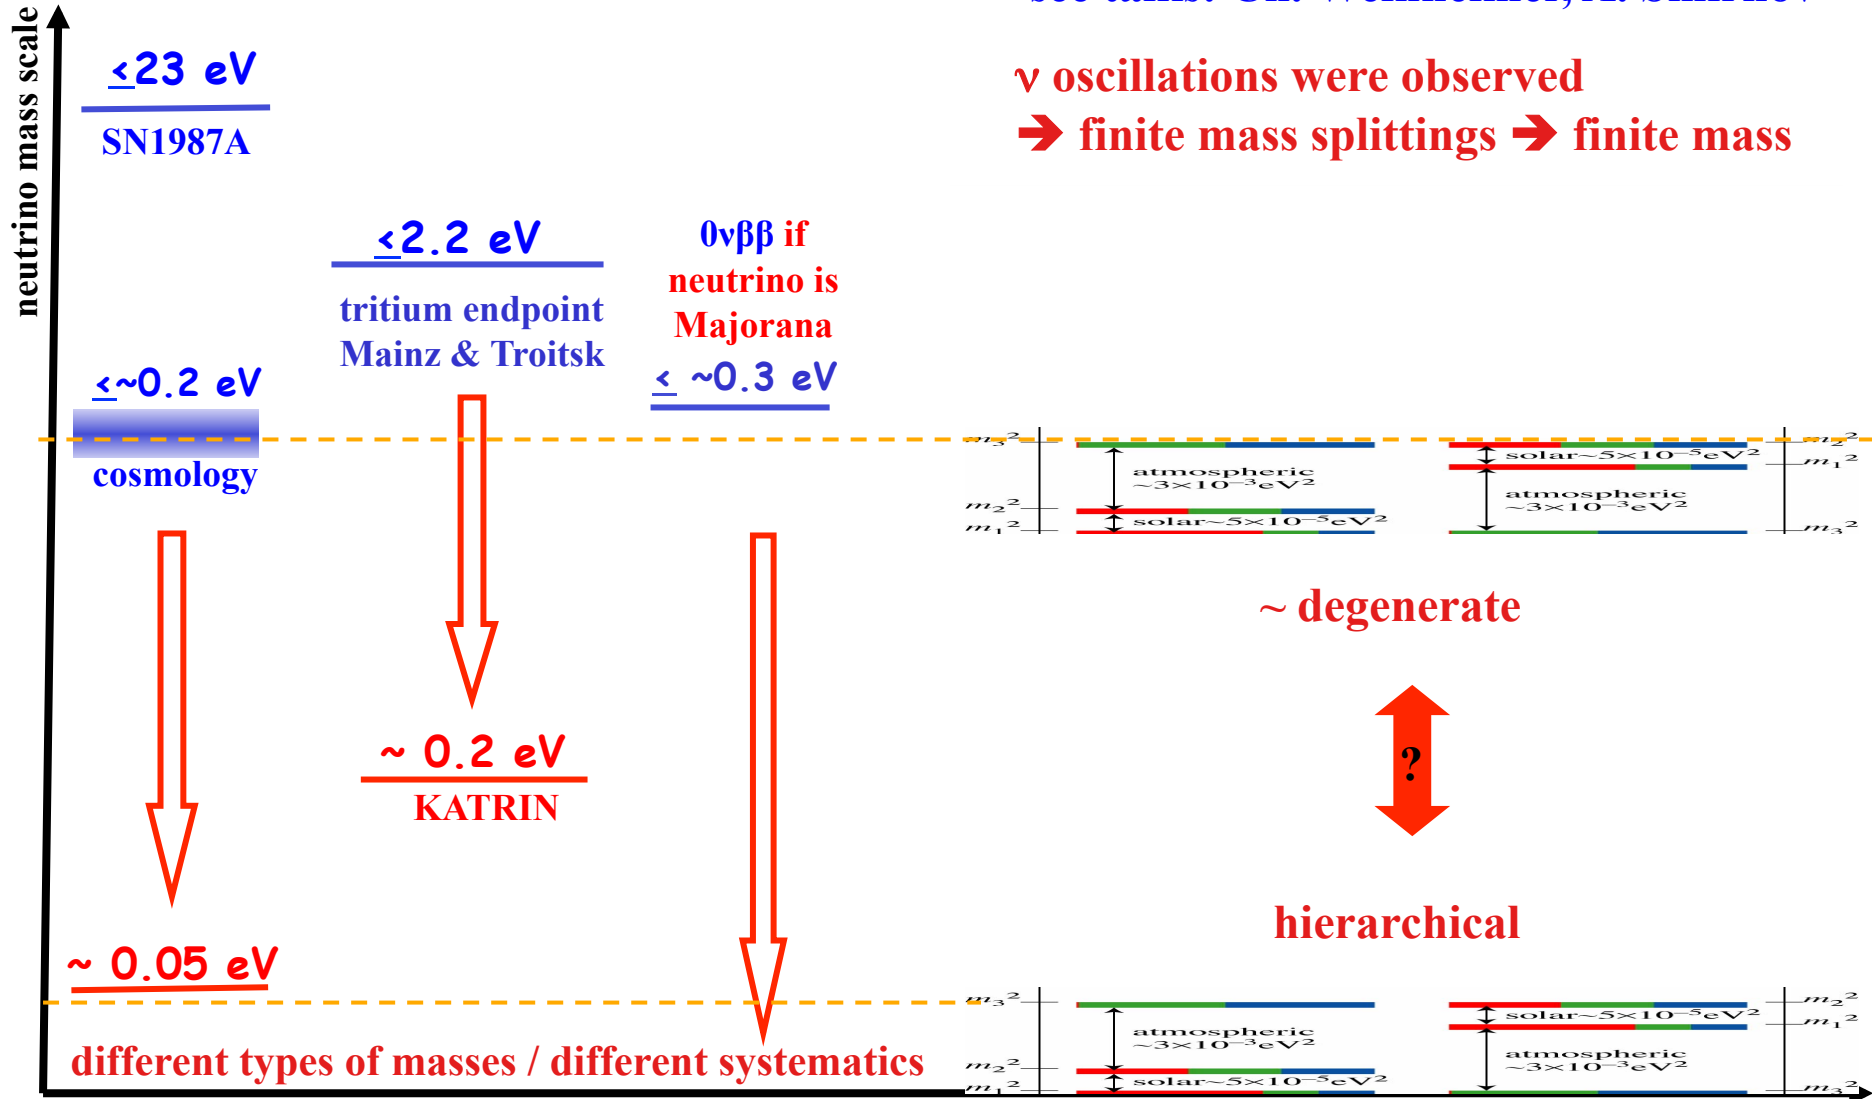 neutrino mass scale
<23 eV
SN1987A
ν oscillations were observed
➔ finite mass splittings ➔ finite mass
<2.2 eV
tritium endpoint
Mainz & Troitsk
0νββ if
neutrino is
Majorana
< ~0.3 eV
<~0.2 eV
cosmology
~ 0.2 eV
KATRIN
~ 0.05 eV
different types of masses / different systematics
m₃²
atmospheric
~3×10⁻³eV²
m₂²
solar~5×10⁻⁵eV²
m₁²
m₂²
solar~5×10⁻⁵eV²
m₁²
atmospheric
~3×10⁻³eV²
m₃²
~ degenerate
?
hierarchical
m₃²
atmospheric
~3×10⁻³eV²
m₂²
solar~5×10⁻⁵eV²
m₁²
m₂²
solar~5×10⁻⁵eV²
m₁²
atmospheric
~3×10⁻³eV²
m₃²